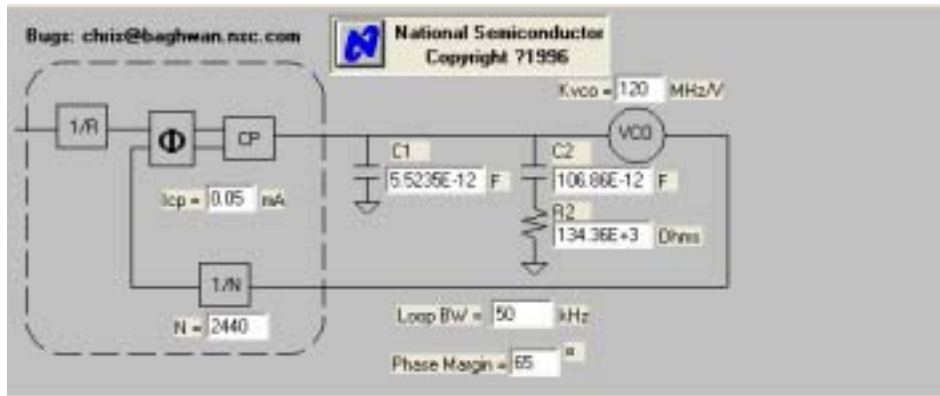 Bugs: chris@baghwan.nsc.com
National Semiconductor
Copyright ?1996
Kvco = 120 MHz/V
1/R
Φ
CP
VCO
C1
5.5235E-12 F
C2
106.86E-12 F
Icp = 0.05 mA
R2
134.36E+3 Ohms
1/N
N = 2440
Loop BW = 50 kHz
Phase Margin = 65 º